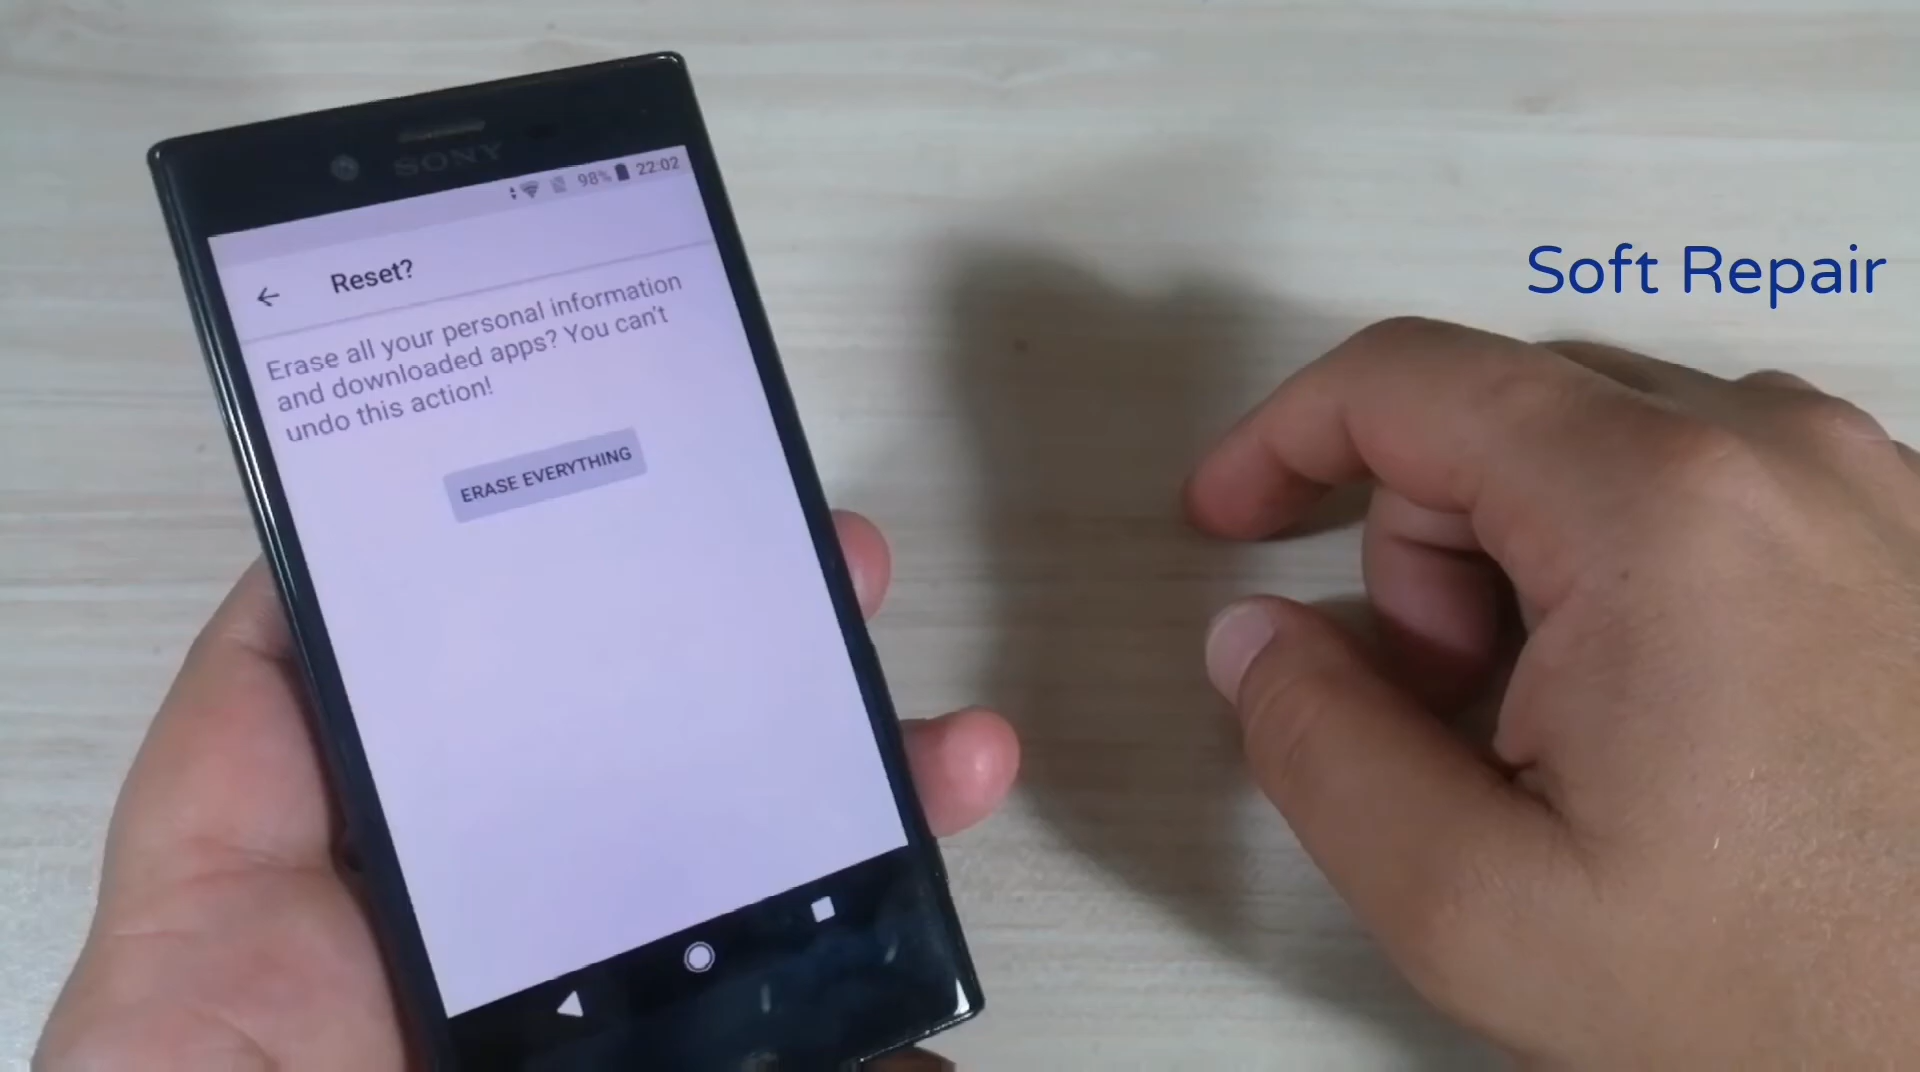 SONY
98% 22:02
Reset?
Erase all your personal information
and downloaded apps? You can't
undo this action!
ERASE EVERYTHING
Soft Repair